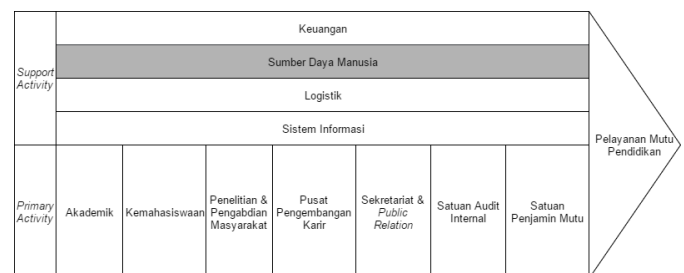 Support
Activity
Keuangan
Sumber Daya Manusia
Logistik
Sistem Informasi
Primary
Activity
Akademik
Kemahasiswaan
Penelitian &
Pengabdian
Masyarakat
Pusat
Pengembangan
Karir
Sekretariat &
Public
Relation
Satuan Audit
Internal
Satuan
Penjamin Mutu
Pelayanan Mutu
Pendidikan